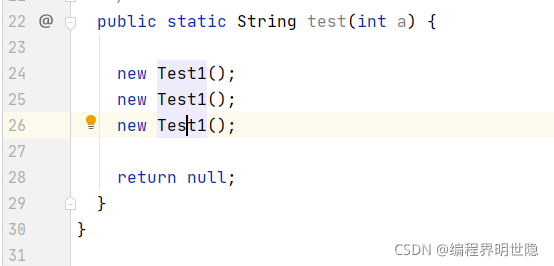 22 @ public static String test(int a) {
23
24 new Test1();
25 new Test1();
26 new Test1();
27
28 return null;
29 }
30 }
31
CSDN @编程界明世隐